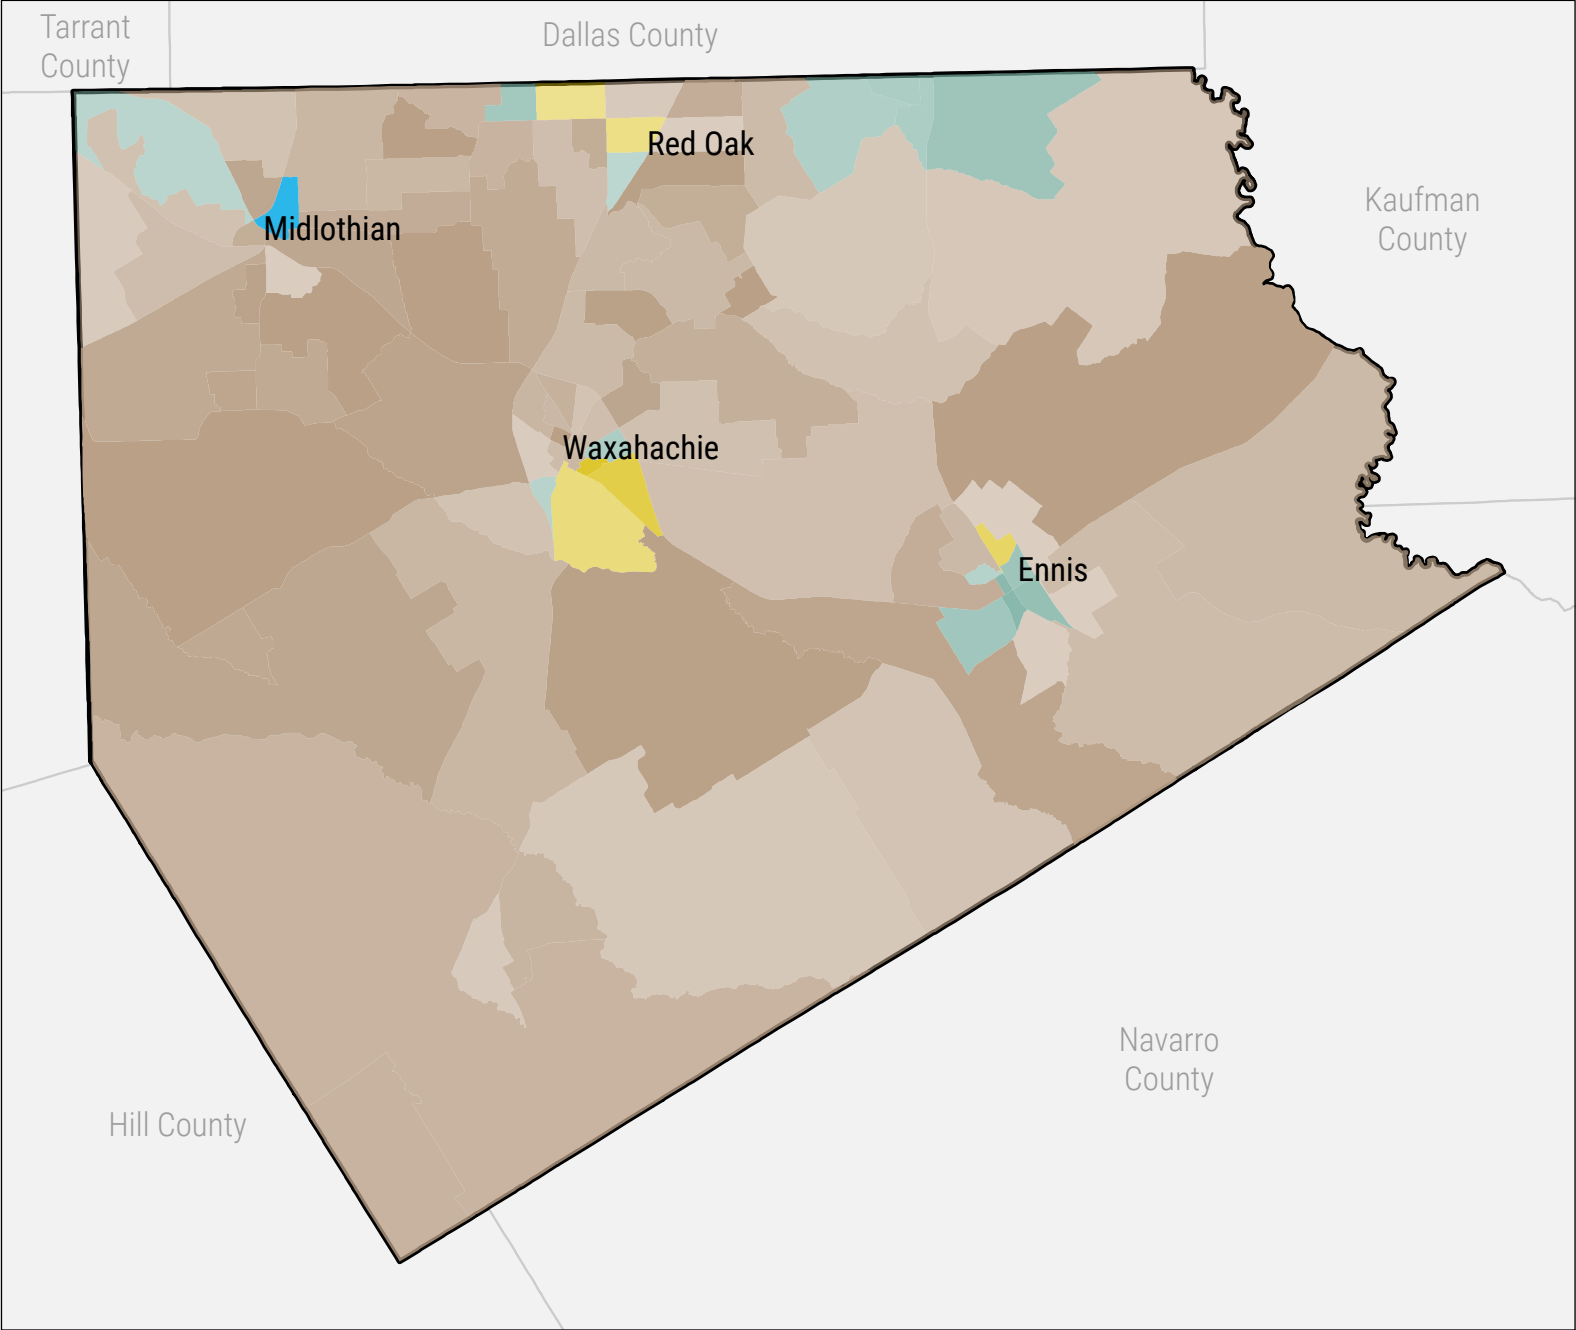 Tarrant
County
Dallas County
Red Oak
Kaufman
County
Midlothian
Waxahachie
Ennis
Navarro
County
Hill County